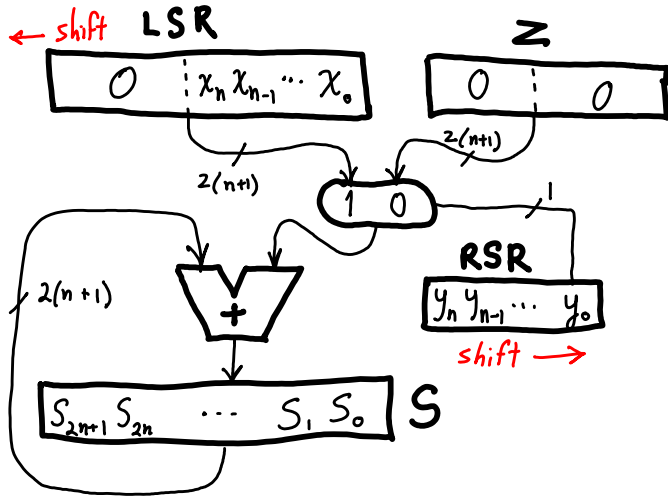 ← shift LSR
Z
0 x_n x_{n-1} ... x_0
0 0
2(n+1)
2(n+1)
1 0
1
2(n+1)
RSR
y_n y_{n-1} ... y_0
+
shift →
S_{2n+1} S_{2n} ... S_1 S_0
S